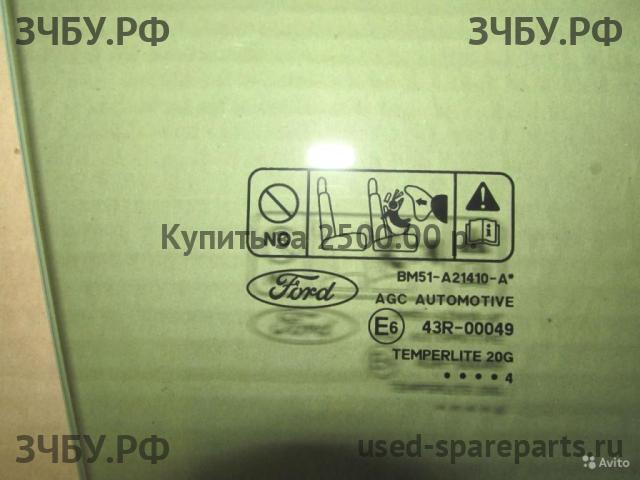 ЗЧБУ.РФ ЗЧБУ.РФ
NO
Купить за 2500.00 р.
BM51-A21410-A*
Ford
AGC AUTOMOTIVE
E6 43R-00049
TEMPERLITE 20G
• • • • 4
ЗЧБУ.РФ used-spareparts.ru
Avito